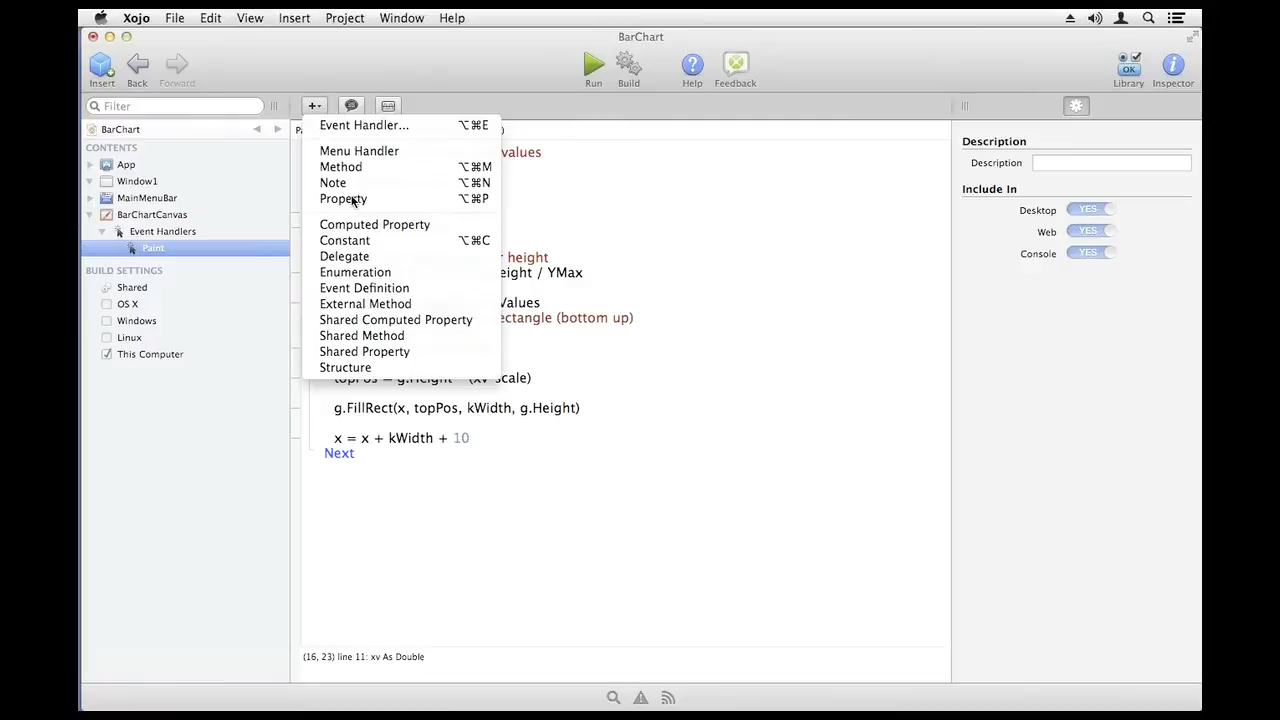 Xojo File Edit View Insert Project Window Help
BarChart
Insert Back Forward Run Build Help Feedback Library Inspector
OK
Filter
BarChart
CONTENTS
App
Window1
MainMenuBar
BarChartCanvas
Event Handlers
Paint
BUILD SETTINGS
Shared
OS X
Windows
Linux
This Computer
Event Handler... ⌥⌘E
Menu Handler
Method ⌥⌘M
Note ⌥⌘N
Property ⌥⌘P
Computed Property
Constant ⌥⌘C
Delegate
Enumeration
Event Definition
External Method
Shared Computed Property
Shared Method
Shared Property
Structure
values
height
eight / YMax
Values
ectangle (bottom up)
g.FillRect(x, topPos, kWidth, g.Height)
x = x + kWidth + 10
Next
(16, 23) line 11: xv As Double
Description
Description
Include In
Desktop YES
Web YES
Console YES